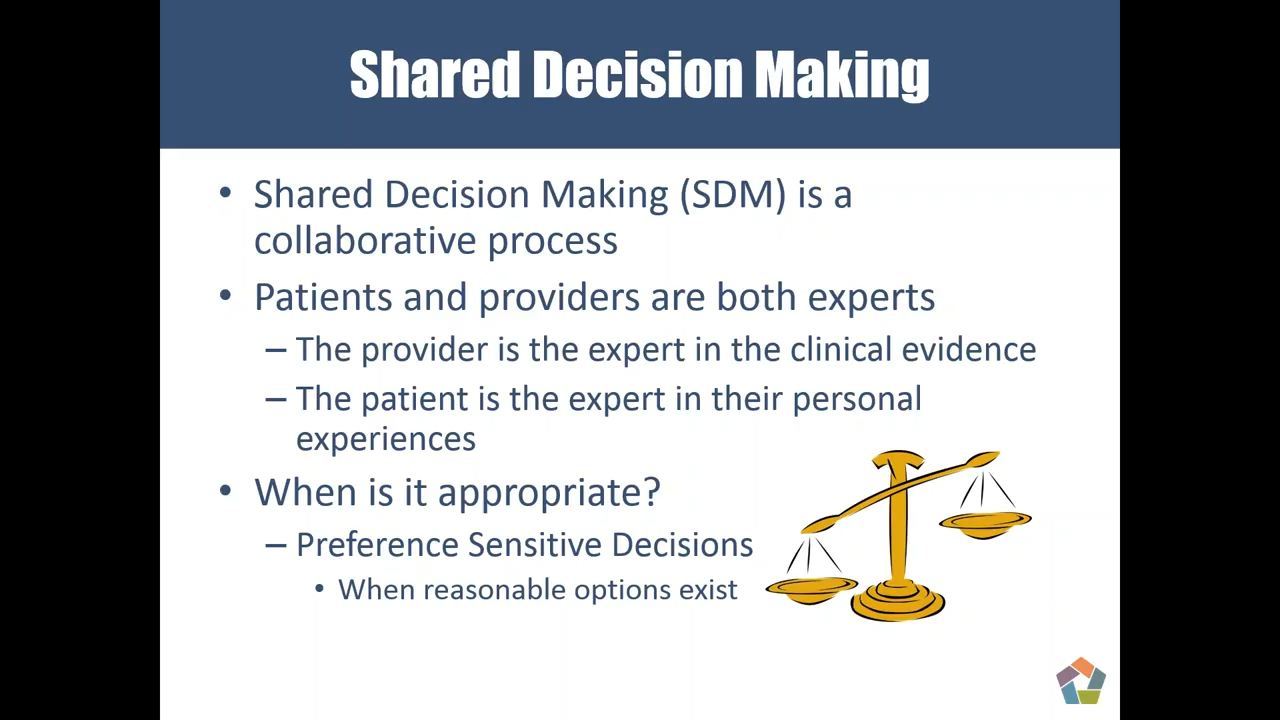 Shared Decision Making
• Shared Decision Making (SDM) is a
collaborative process
• Patients and providers are both experts
– The provider is the expert in the clinical evidence
– The patient is the expert in their personal
experiences
• When is it appropriate?
– Preference Sensitive Decisions
• When reasonable options exist